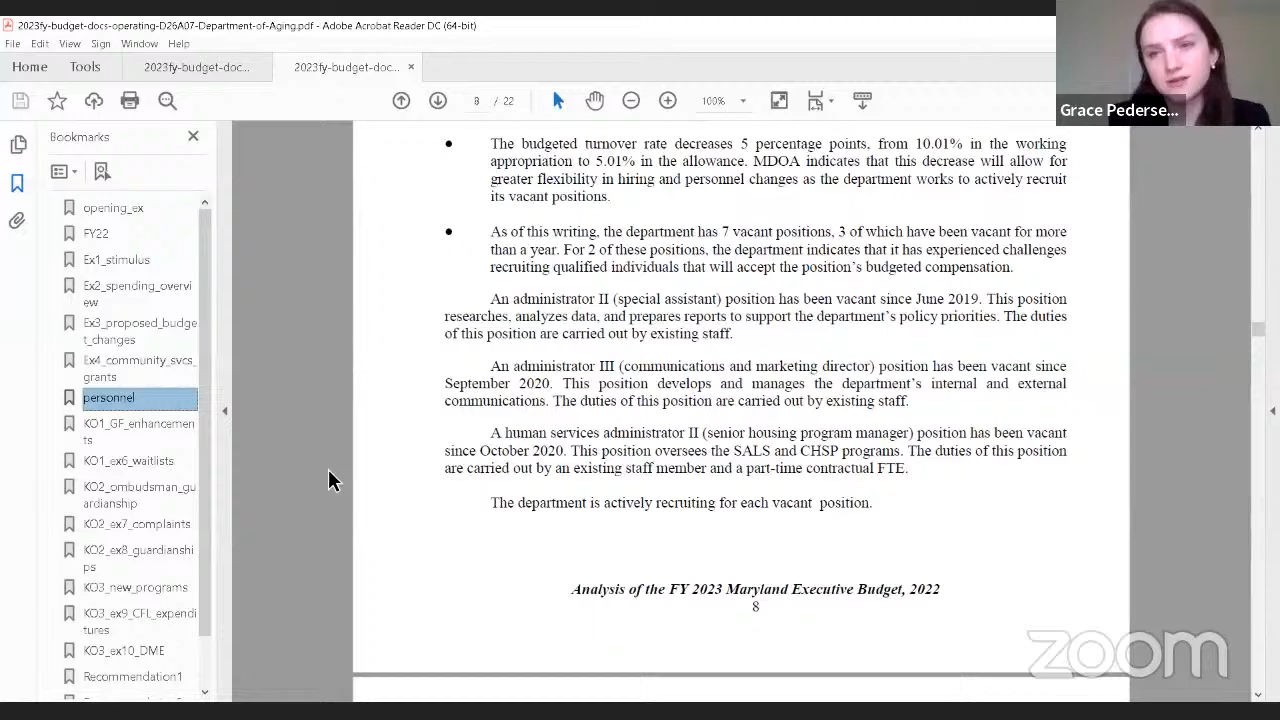 2023fy-budget-docs-operating-D26A07-Department-of-Aging.pdf - Adobe Acrobat Reader DC (64-bit)
File Edit View Sign Window Help
Home Tools 2023fy-budget-doc... 2023fy-budget-doc... ×
8 / 22 100%
Grace Pederse...
Bookmarks
opening_ex
FY22
Ex1_stimulus
Ex2_spending_overvi
ew
Ex3_proposed_budge
t_changes
Ex4_community_svcs_
grants
personnel
KO1_GF_enhancemen
ts
KO1_ex6_waitlists
KO2_ombudsman_gu
ardianship
KO2_ex7_complaints
KO2_ex8_guardianshi
ps
KO3_new_programs
KO3_ex9_CFL_expendi
tures
KO3_ex10_DME
Recommendation1
• The budgeted turnover rate decreases 5 percentage points, from 10.01% in the working
appropriation to 5.01% in the allowance. MDOA indicates that this decrease will allow for
greater flexibility in hiring and personnel changes as the department works to actively recruit
its vacant positions.
• As of this writing, the department has 7 vacant positions, 3 of which have been vacant for more
than a year. For 2 of these positions, the department indicates that it has experienced challenges
recruiting qualified individuals that will accept the position's budgeted compensation.
An administrator II (special assistant) position has been vacant since June 2019. This position
researches, analyzes data, and prepares reports to support the department's policy priorities. The duties
of this position are carried out by existing staff.
An administrator III (communications and marketing director) position has been vacant since
September 2020. This position develops and manages the department's internal and external
communications. The duties of this position are carried out by existing staff.
A human services administrator II (senior housing program manager) position has been vacant
since October 2020. This position oversees the SALS and CHSP programs. The duties of this position
are carried out by an existing staff member and a part-time contractual FTE.
The department is actively recruiting for each vacant position.
Analysis of the FY 2023 Maryland Executive Budget, 2022
8
zoom